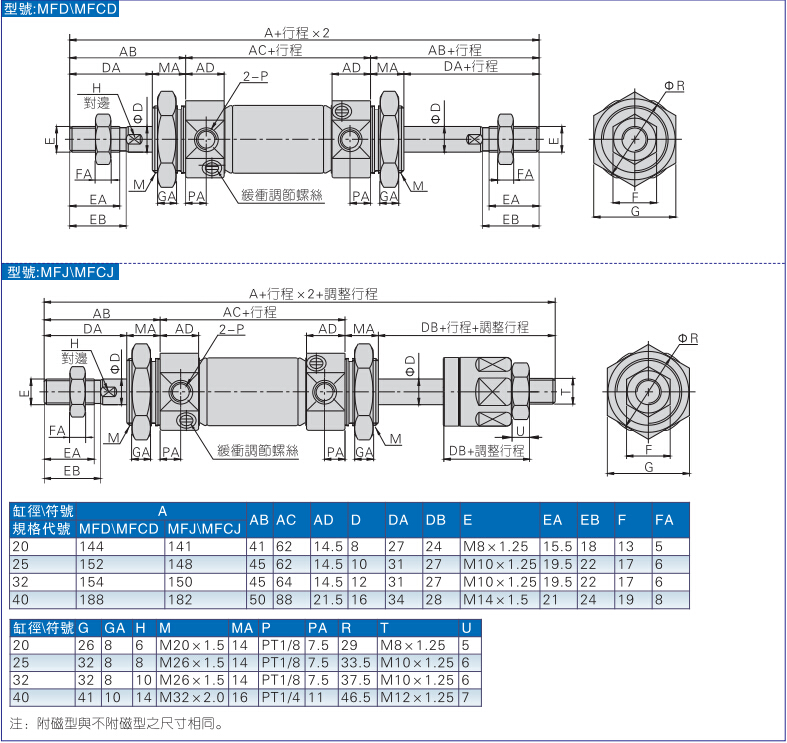 型號:MFD\MFCD
A+行程×2
AB AC+行程 AB+行程
DA MA AD AD MA DA+行程
H 2-P
對邊
ΦD ΦD ΦR
E E
FA FA
M M
GA PA 緩衝調節螺絲 PA GA
EA EA F
EB EB G
型號:MFJ\MFCJ
A+行程×2+調整行程
AB AC+行程
DA MA AD AD MA DB+行程+調整行程
H 2-P
對邊
ΦD ΦD ΦR
E T
FA U
M M
EA GA PA 緩衝調節螺絲 PA GA DB+調整行程 F
EB G
缸徑\符號 A AB AC AD D DA DB E EA EB F FA
規格代號 MFD\MFCD MFJ\MFCJ
20 144 141 41 62 14.5 8 27 24 M8×1.25 15.5 18 13 5
25 152 148 45 62 14.5 10 31 27 M10×1.25 19.5 22 17 6
32 154 150 45 64 14.5 12 31 27 M10×1.25 19.5 22 17 6
40 188 182 50 88 21.5 16 34 28 M14×1.5 21 24 19 8
缸徑\符號 G GA H M MA P PA R T U
20 26 8 6 M20×1.5 14 PT1/8 7.5 29 M8×1.25 5
25 32 8 8 M26×1.5 14 PT1/8 7.5 33.5 M10×1.25 6
32 32 8 10 M26×1.5 14 PT1/8 7.5 37.5 M10×1.25 6
40 41 10 14 M32×2.0 16 PT1/4 11 46.5 M12×1.25 7
注：附磁型與不附磁型之尺寸相同。